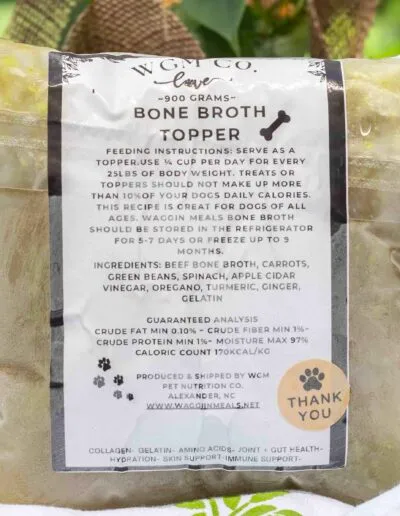 WGM CO.
love
~900 GRAMS~
BONE BROTH
TOPPER
FEEDING INSTRUCTIONS: SERVE AS A
TOPPER.USE ¼ CUP PER DAY FOR EVERY
25LBS OF BODY WEIGHT. TREATS OR
TOPPERS SHOULD NOT MAKE UP MORE
THAN 10%OF YOUR DOGS DAILY CALORIES.
THIS RECIPE IS GREAT FOR DOGS OF ALL
AGES. WAGGIN MEALS BONE BROTH
SHOULD BE STORED IN THE REFRIGERATOR
FOR 5-7 DAYS OR FREEZE UP TO 9
MONTHS.
INGREDIENTS: BEEF BONE BROTH, CARROTS,
GREEN BEANS, SPINACH, APPLE CIDAR
VINEGAR, OREGANO, TURMERIC, GINGER,
GELATIN
GUARANTEED ANALYSIS
CRUDE FAT MIN 0.10% ~ CRUDE FIBER MIN 1%~
CRUDE PROTEIN MIN 1%~ MOISTURE MAX 97%
CALORIC COUNT 170KCAL/KG
PRODUCED & SHIPPED BY WGM
PET NUTRITION CO.
ALEXANDER, NC
WWW.WAGGINMEALS.NET
THANK
YOU
COLLAGEN~ GELATIN~ AMINO ACIDS~ JOINT + GUT HEALTH~
HYDRATION~ SKIN SUPPORT~IMMUNE SUPPORT~